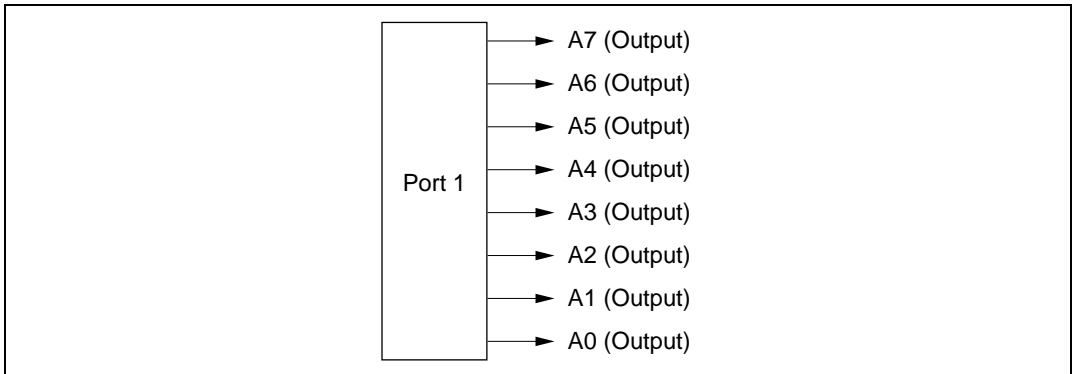 A7 (Output)
A6 (Output)
A5 (Output)
A4 (Output)
Port 1
A3 (Output)
A2 (Output)
A1 (Output)
A0 (Output)